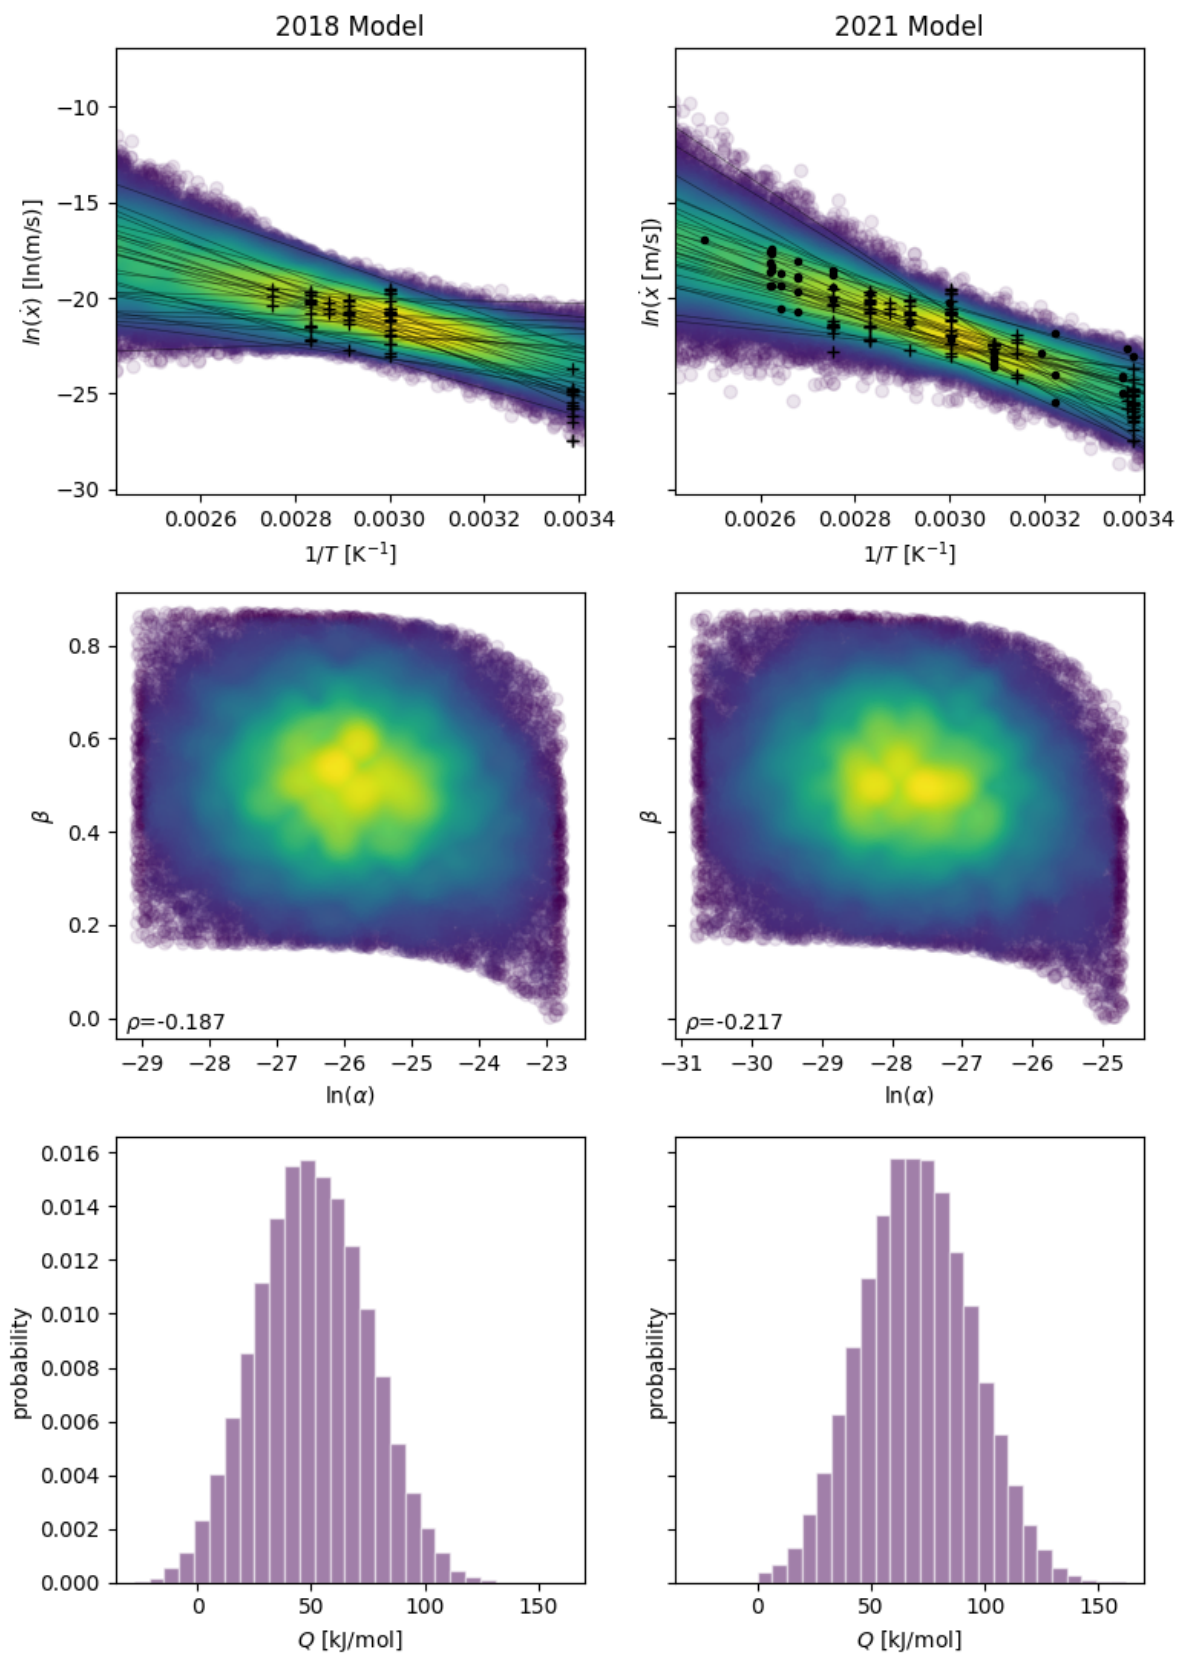 2018 Model
2021 Model
−10
−15
−20
−25
−30
ln(ẋ) [ln(m/s)]
ln(ẋ [m/s])
0.0026 0.0028 0.0030 0.0032 0.0034
0.0026 0.0028 0.0030 0.0032 0.0034
1/T [K⁻¹]
1/T [K⁻¹]
0.8
0.6
0.4
0.2
0.0
β
β
ρ=-0.187
ρ=-0.217
−29 −28 −27 −26 −25 −24 −23
−31 −30 −29 −28 −27 −26 −25
ln(α)
ln(α)
0.016
0.014
0.012
0.010
0.008
0.006
0.004
0.002
0.000
probability
probability
0 50 100 150
0 50 100 150
Q [kJ/mol]
Q [kJ/mol]